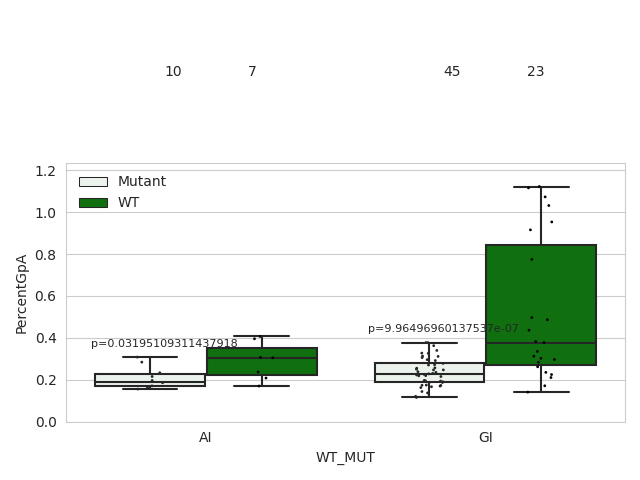 10 7 45 23
1.2
Mutant
WT
1.0
0.8
0.6
0.4
0.2
0.0
PercentGpA
p=0.03195109311437918
p=9.96496960137537e-07
AI GI
WT_MUT